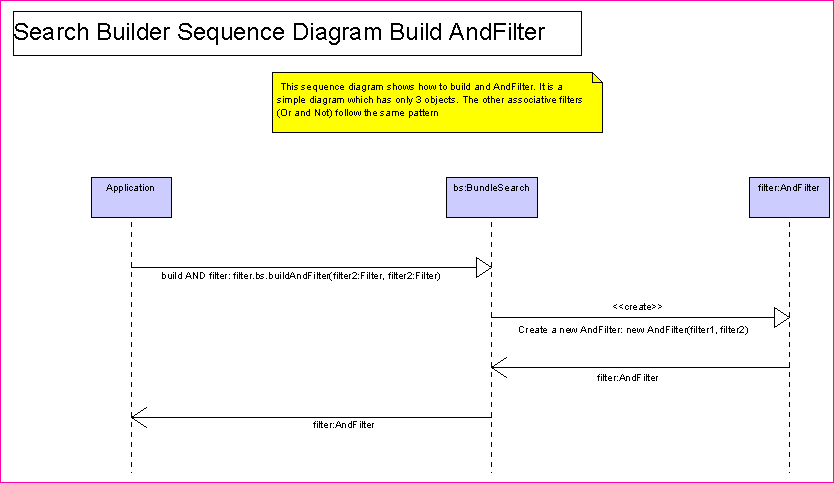 Search Builder Sequence Diagram Build AndFilter
This sequence diagram shows how to build and AndFilter. It is a
simple diagram which has only 3 objects. The other associative filters
(Or and Not) follow the same pattern
Application
bs:BundleSearch
filter:AndFilter
build AND filter: filter.bs.buildAndFilter(filter2:Filter, filter2:Filter)
<<create>>
Create a new AndFilter: new AndFilter(filter1, filter2)
filter:AndFilter
filter:AndFilter